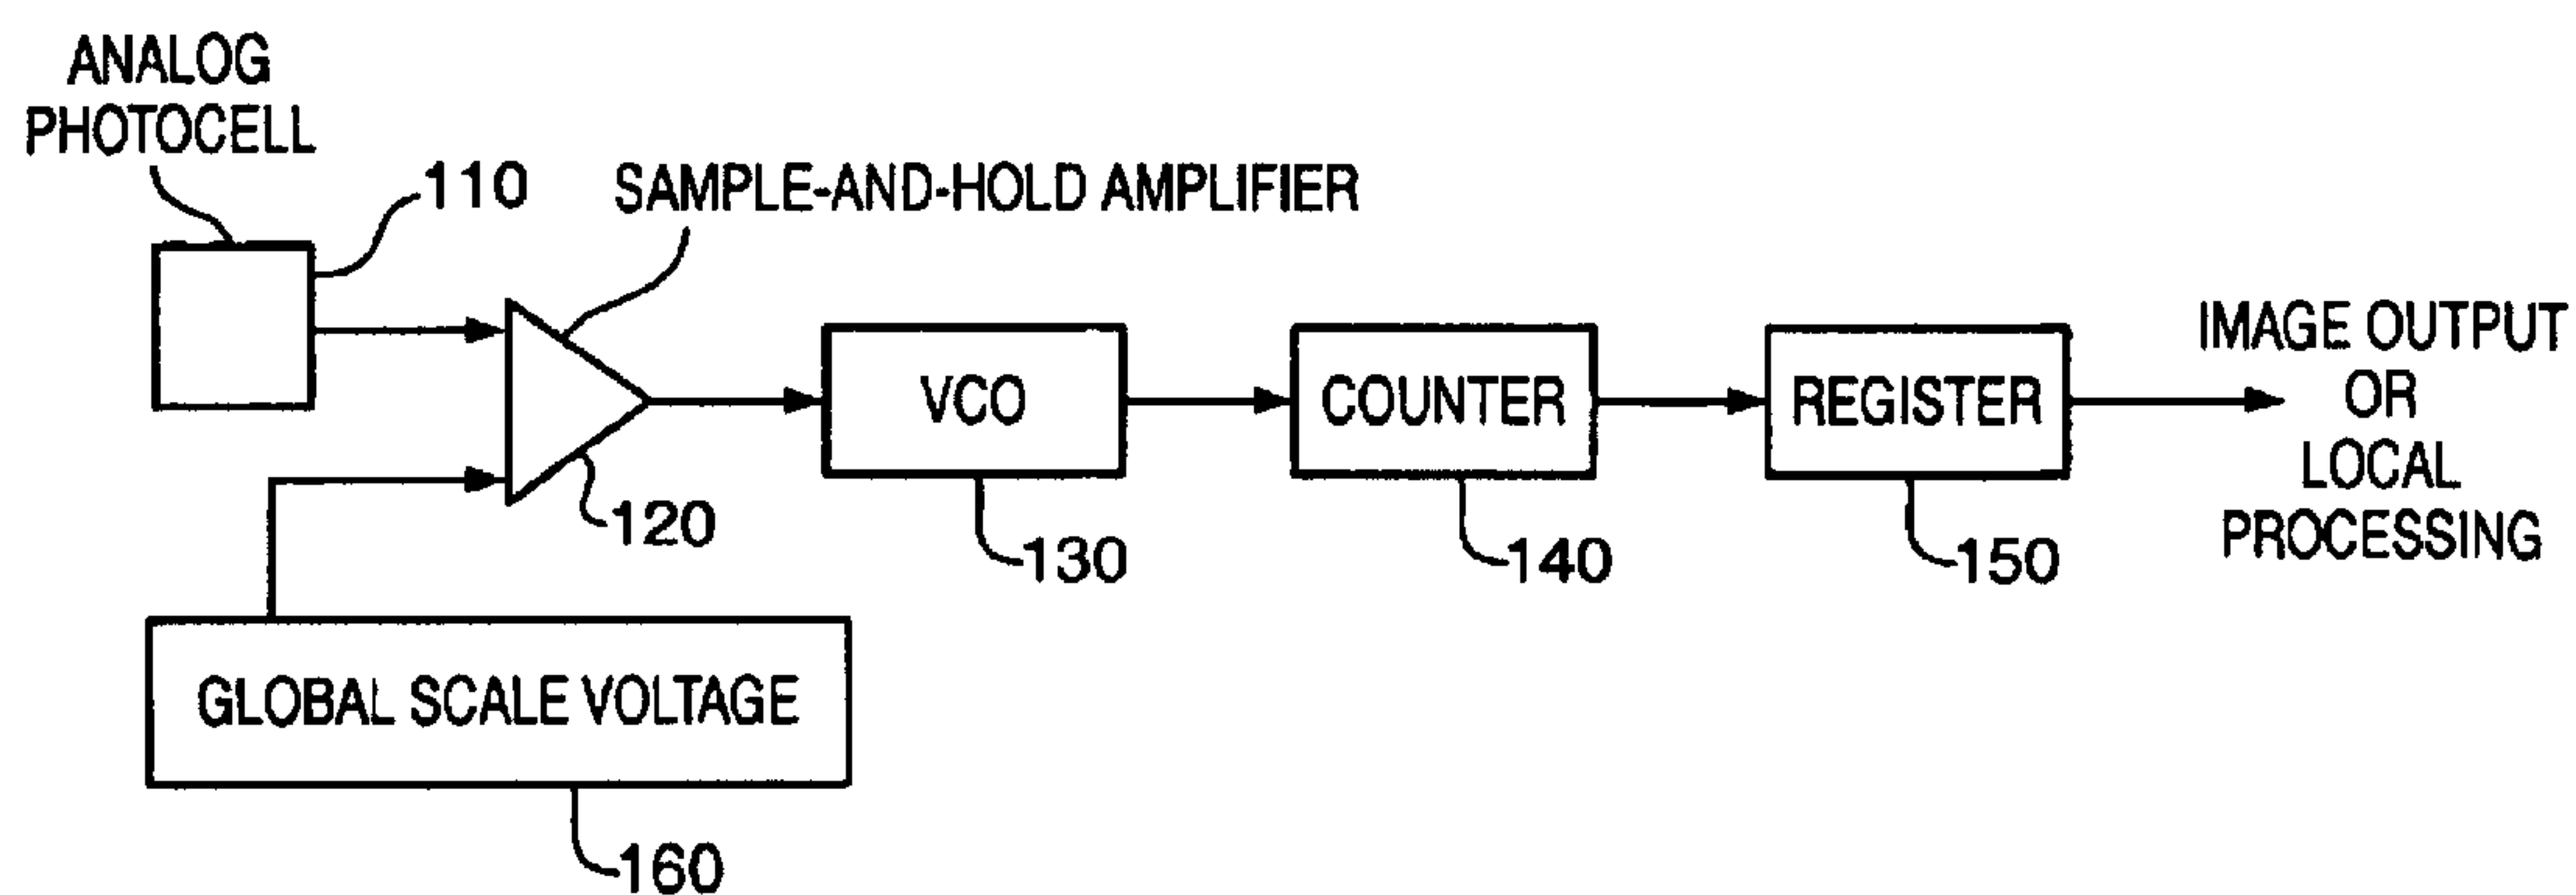 ANALOG
PHOTOCELL
110
SAMPLE-AND-HOLD AMPLIFIER
120
VCO
130
COUNTER
140
REGISTER
150
IMAGE OUTPUT
OR
LOCAL
PROCESSING
GLOBAL SCALE VOLTAGE
160